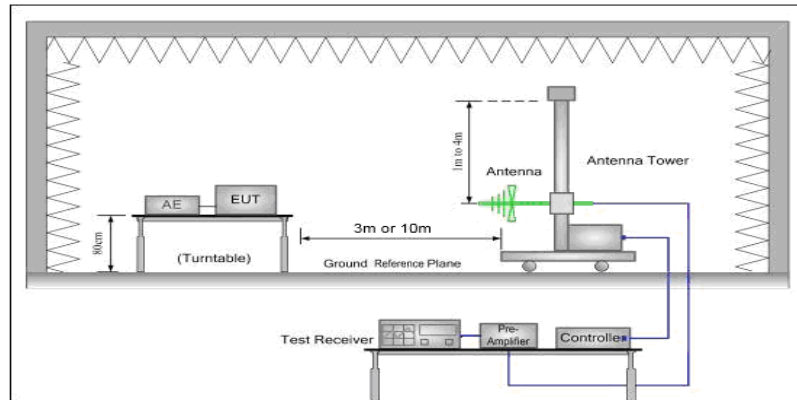 1m to 4m
Antenna
Antenna Tower
AE
EUT
3m or 10m
80cm
(Turntable)
Ground Reference Plane
Test Receiver
Pre-
Amplifier
Controlle